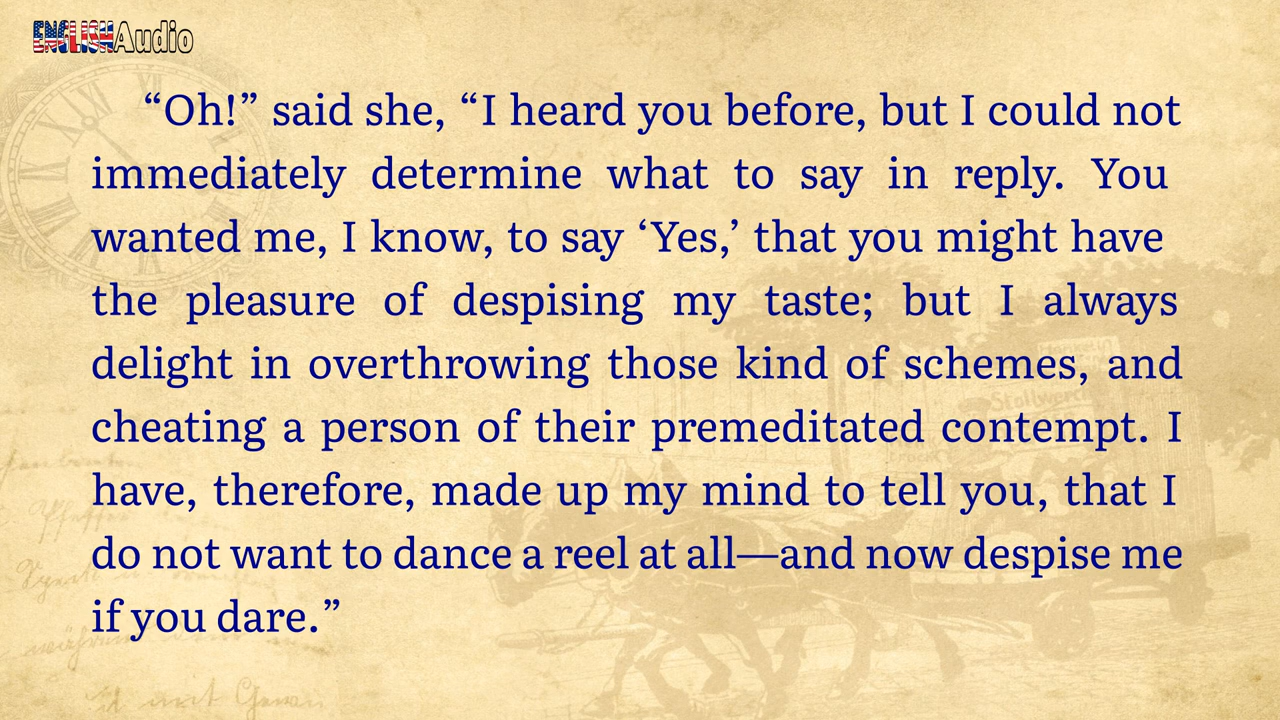 ENGLISHAudio
“Oh!” said she, “I heard you before, but I could not
immediately determine what to say in reply. You
wanted me, I know, to say ‘Yes,’ that you might have
the pleasure of despising my taste; but I always
delight in overthrowing those kind of schemes, and
cheating a person of their premeditated contempt. I
have, therefore, made up my mind to tell you, that I
do not want to dance a reel at all—and now despise me
if you dare.”